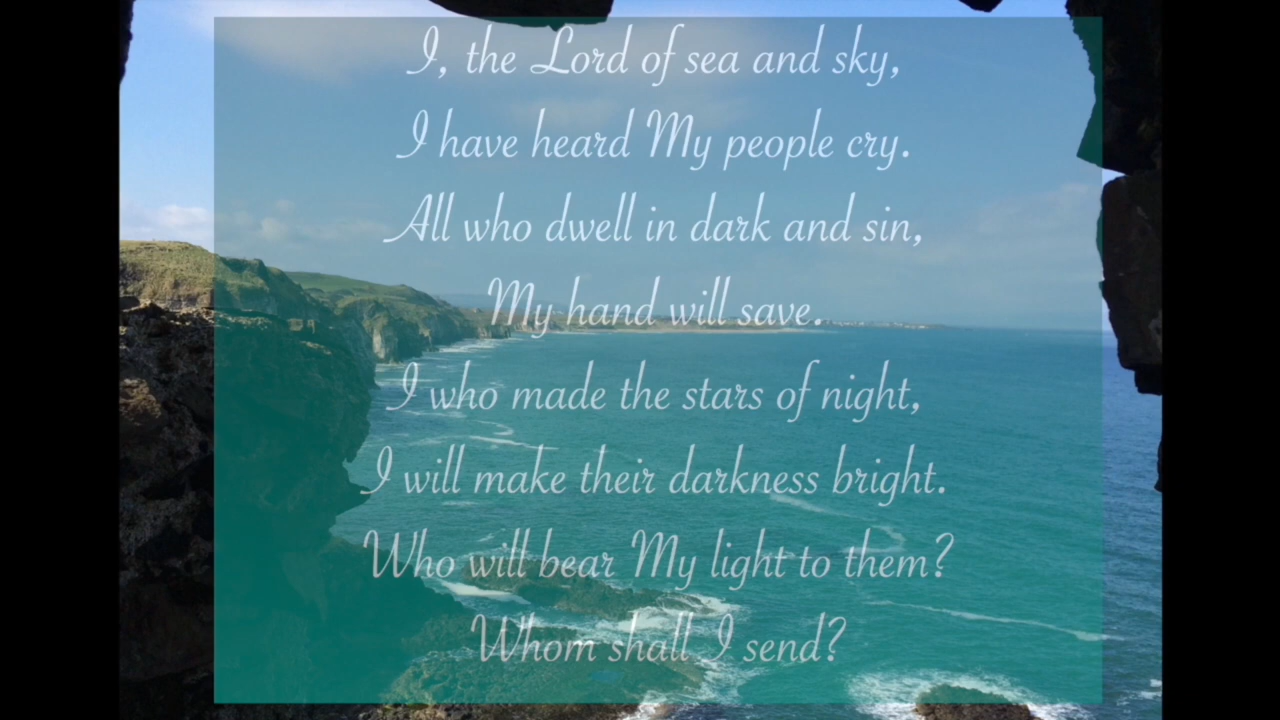 I, the Lord of sea and sky,
I have heard My people cry.
All who dwell in dark and sin,
My hand will save.
I who made the stars of night,
I will make their darkness bright.
Who will bear My light to them?
Whom shall I send?